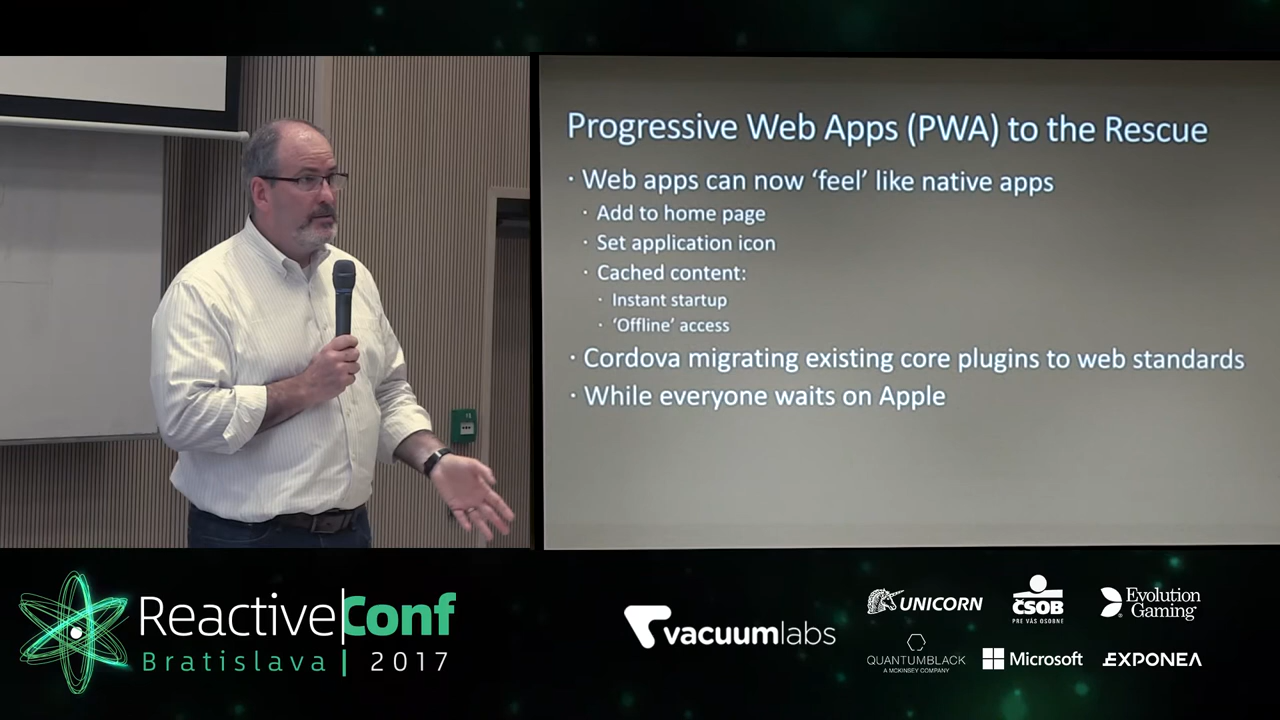 Progressive Web Apps (PWA) to the Rescue
· Web apps can now ‘feel’ like native apps
· Add to home page
· Set application icon
· Cached content:
· Instant startup
· ‘Offline’ access
· Cordova migrating existing core plugins to web standards
· While everyone waits on Apple
Reactive|Conf
Bratislava | 2017
vacuumlabs
UNICORN
ČSOB
PRE VÁS OSOBNE
Evolution
Gaming
QUANTUMBLACK
A MCKINSEY COMPANY
Microsoft
EXPONEA